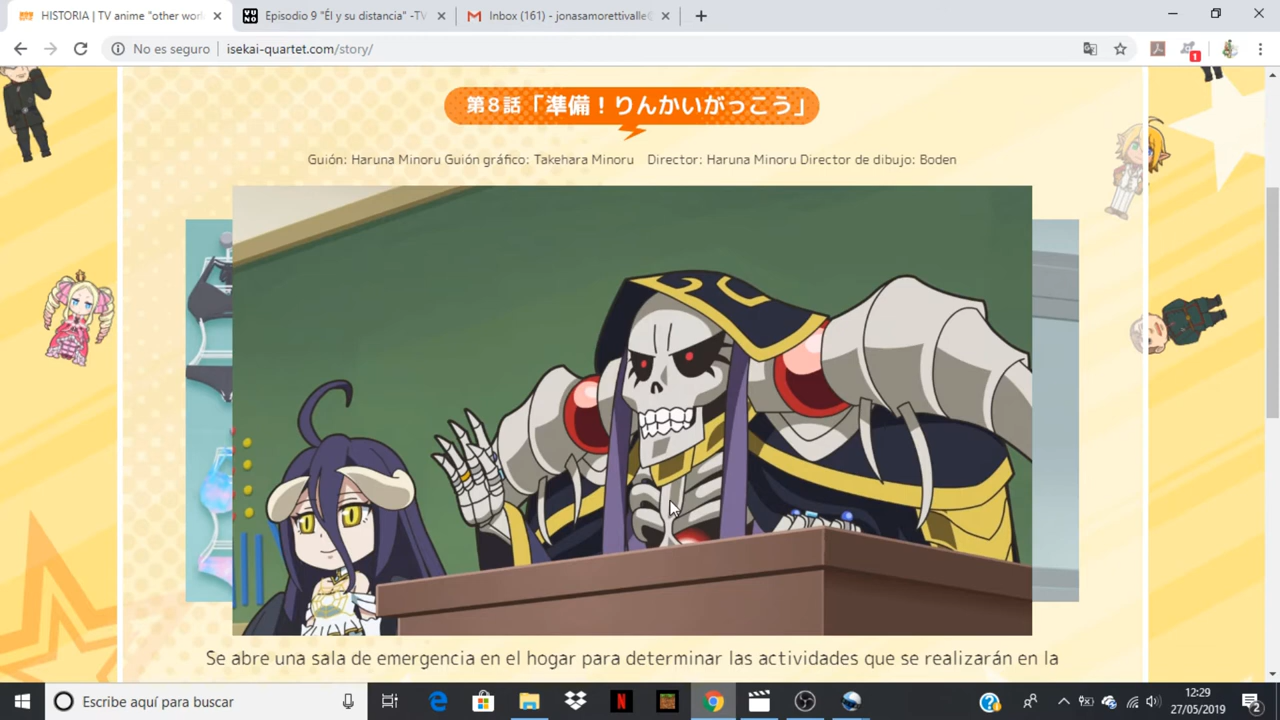 HISTORIA | TV anime "other worl
Episodio 9 "Él y su distancia" -TV
Inbox (161) - jonasamorettivalle
No es seguro
isekai-quartet.com/story/
第８話「準備！りんかいがっこう」
Guión: Haruna Minoru Guión gráfico: Takehara Minoru Director: Haruna Minoru Director de dibujo: Boden
Se abre una sala de emergencia en el hogar para determinar las actividades que se realizarán en la
Escribe aquí para buscar
12:29
27/05/2019